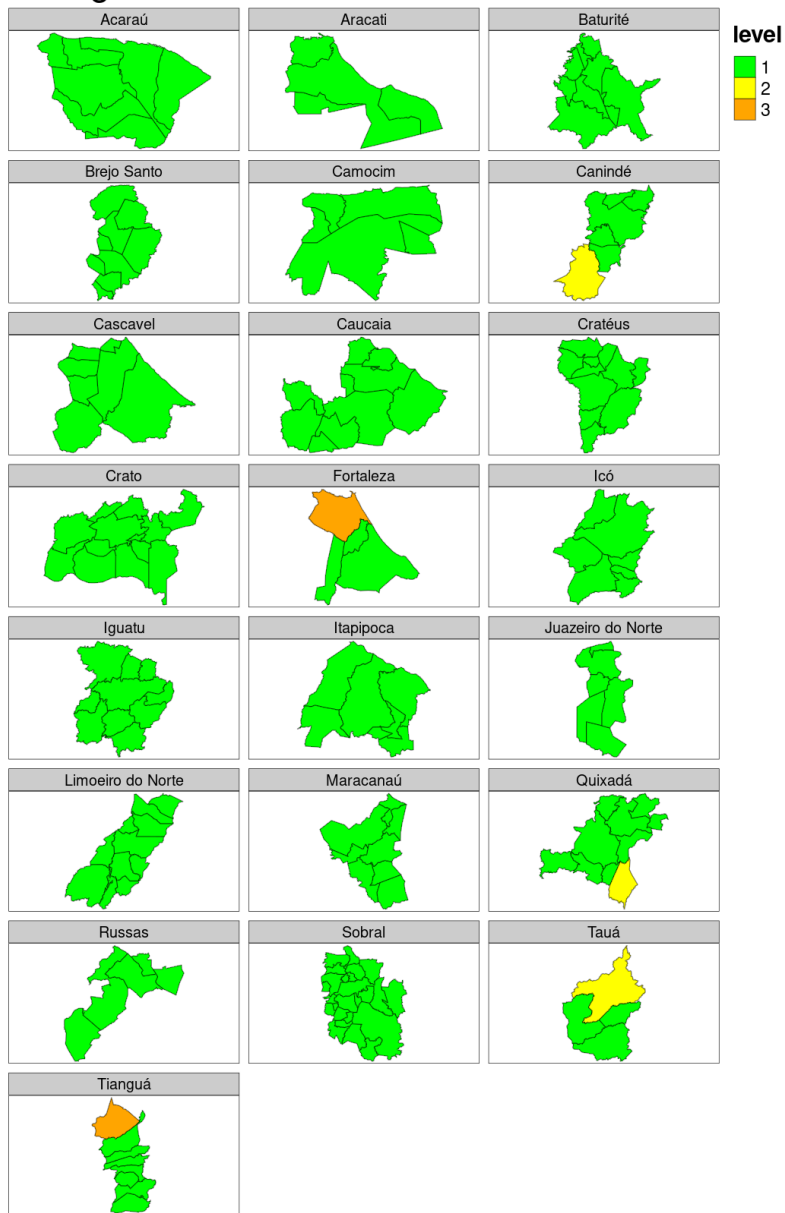 Acaraú
Aracati
Baturité
level
1
2
3
Brejo Santo
Camocim
Canindé
Cascavel
Caucaia
Cratéus
Crato
Fortaleza
Icó
Iguatu
Itapipoca
Juazeiro do Norte
Limoeiro do Norte
Maracanaú
Quixadá
Russas
Sobral
Tauá
Tianguá